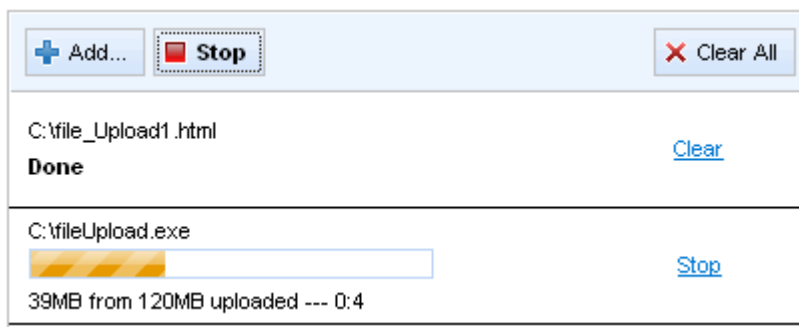 Add... Stop Clear All
C:\file_Upload1.html
Clear
Done
C:\fileUpload.exe
Stop
39MB from 120MB uploaded --- 0:4